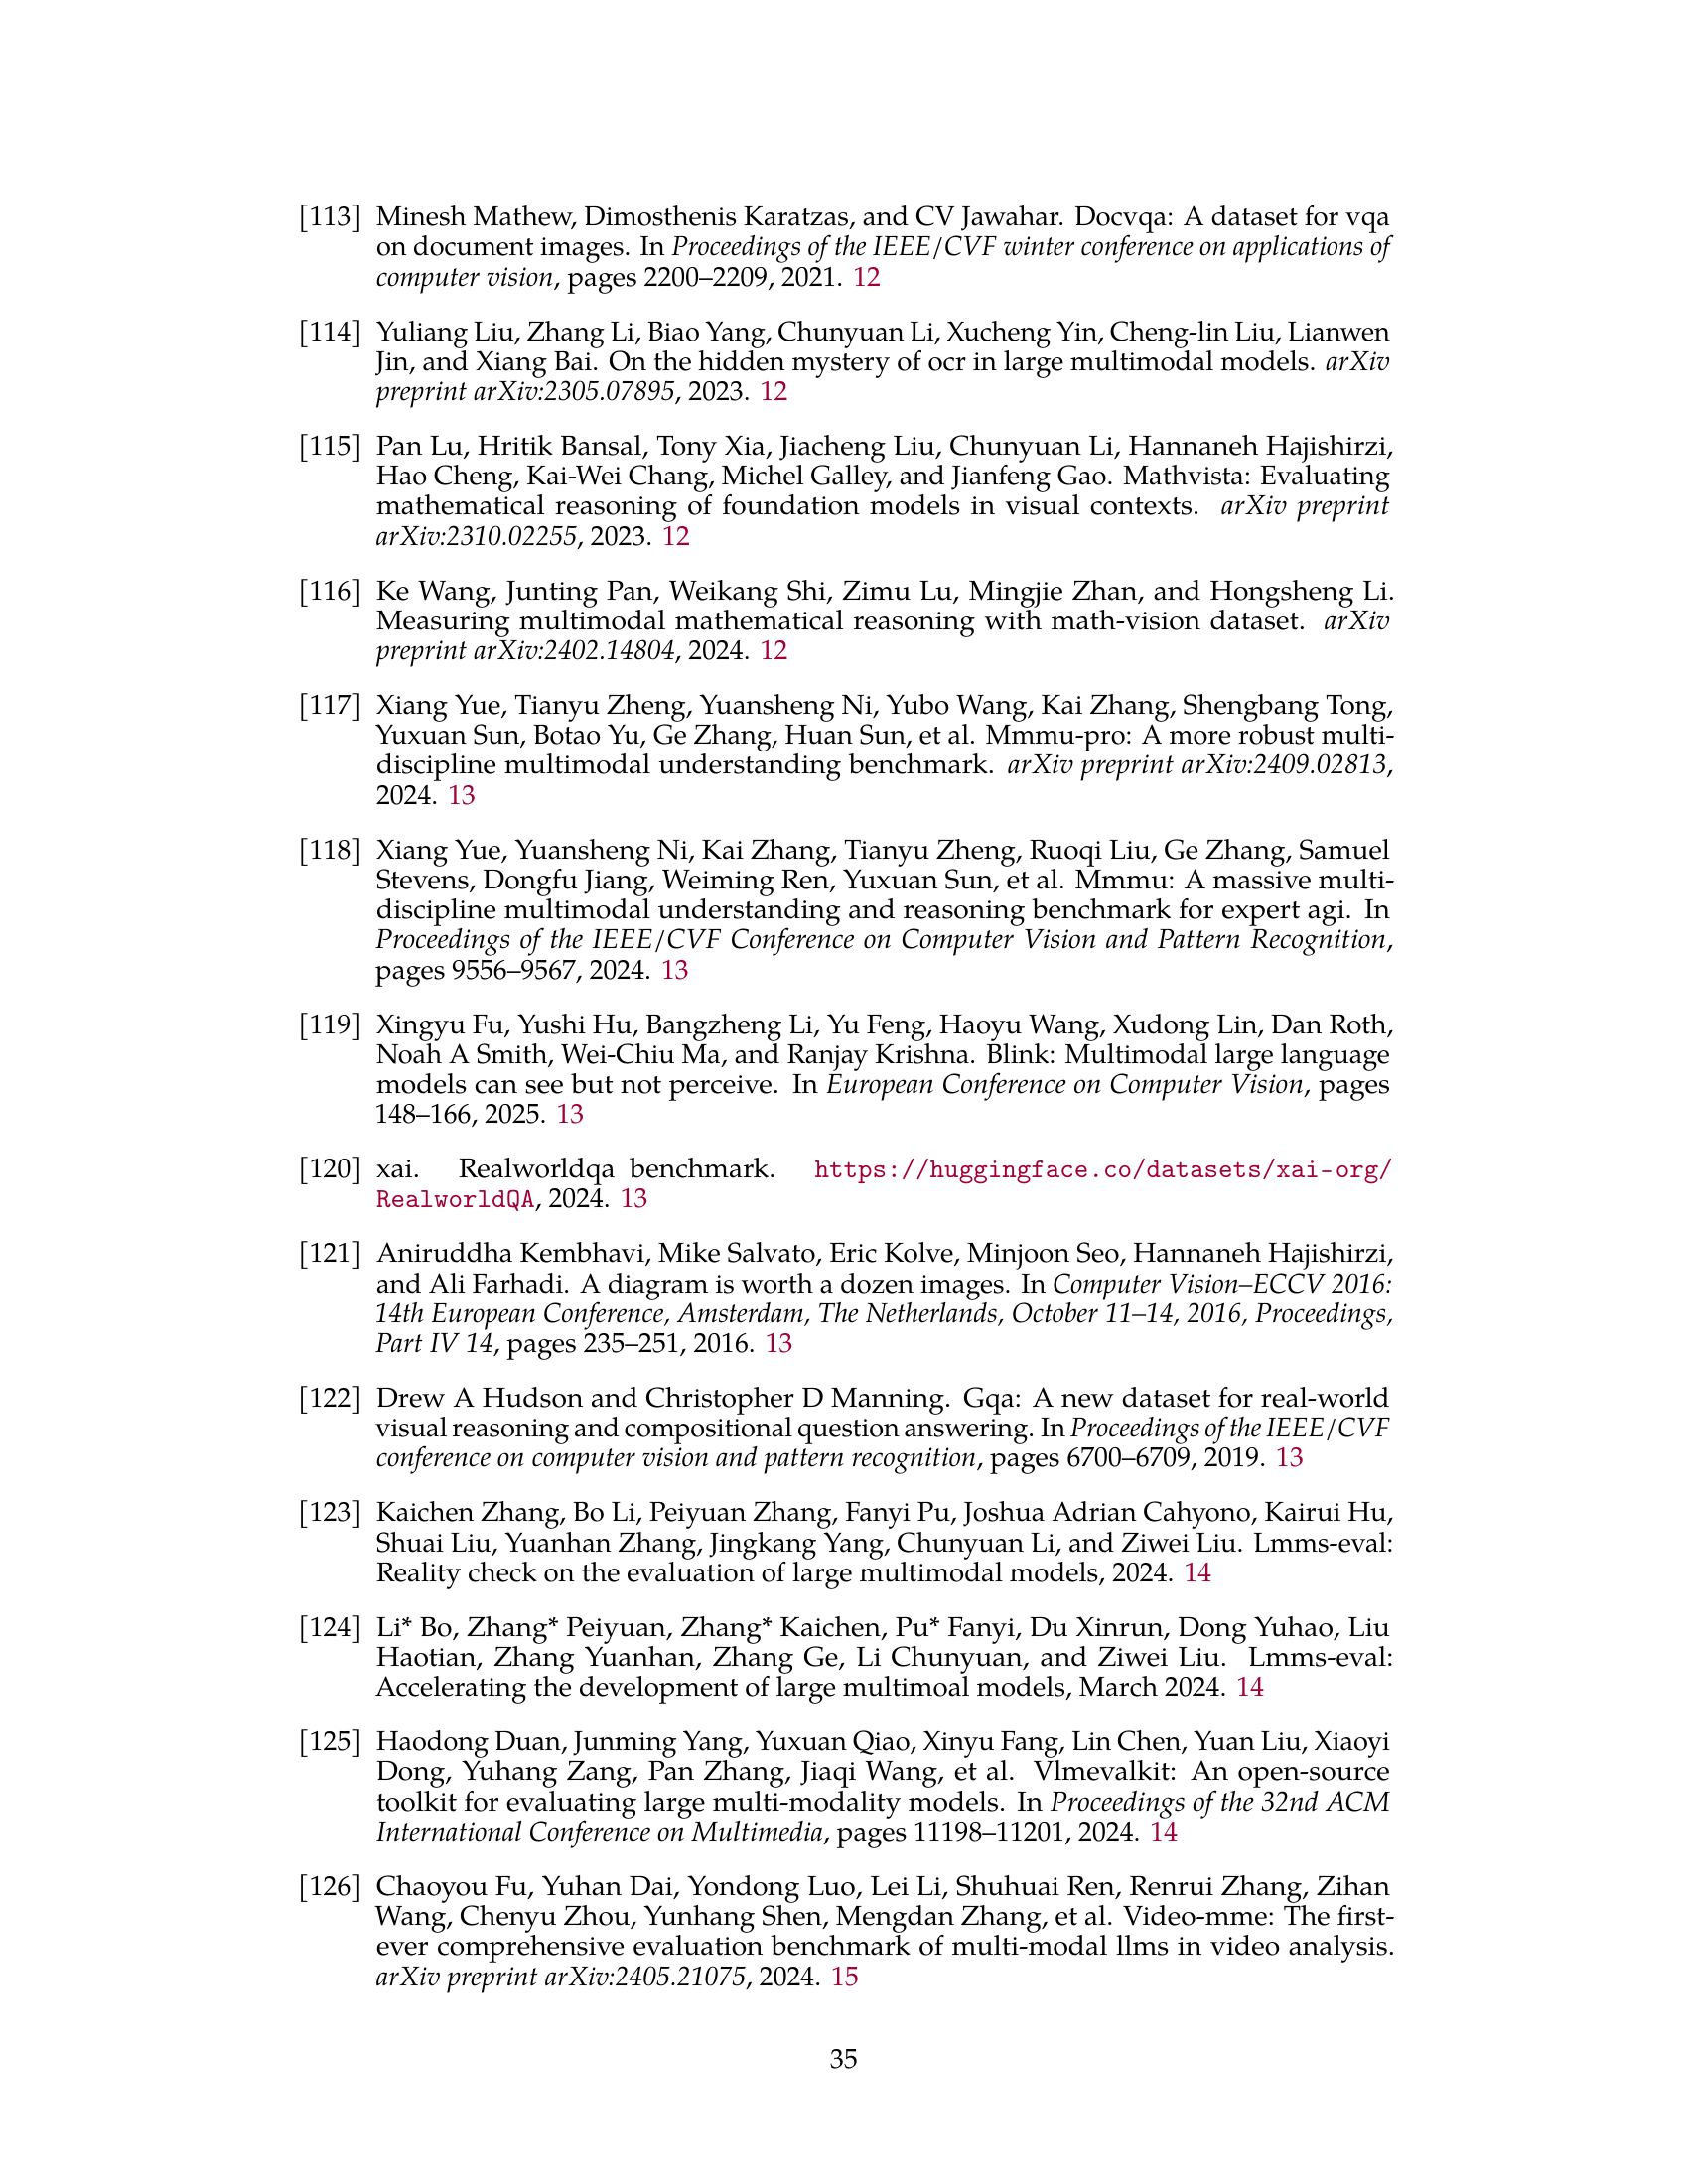 [113] Minesh Mathew, Dimosthenis Karatzas, and CV Jawahar. Docvqa: A dataset for vqa
on document images. In Proceedings of the IEEE/CVF winter conference on applications of
computer vision, pages 2200–2209, 2021. 12
[114] Yuliang Liu, Zhang Li, Biao Yang, Chunyuan Li, Xucheng Yin, Cheng-lin Liu, Lianwen
Jin, and Xiang Bai. On the hidden mystery of ocr in large multimodal models. arXiv
preprint arXiv:2305.07895, 2023. 12
[115] Pan Lu, Hritik Bansal, Tony Xia, Jiacheng Liu, Chunyuan Li, Hannaneh Hajishirzi,
Hao Cheng, Kai-Wei Chang, Michel Galley, and Jianfeng Gao. Mathvista: Evaluating
mathematical reasoning of foundation models in visual contexts. arXiv preprint
arXiv:2310.02255, 2023. 12
[116] Ke Wang, Junting Pan, Weikang Shi, Zimu Lu, Mingjie Zhan, and Hongsheng Li.
Measuring multimodal mathematical reasoning with math-vision dataset. arXiv
preprint arXiv:2402.14804, 2024. 12
[117] Xiang Yue, Tianyu Zheng, Yuansheng Ni, Yubo Wang, Kai Zhang, Shengbang Tong,
Yuxuan Sun, Botao Yu, Ge Zhang, Huan Sun, et al. Mmmu-pro: A more robust multi-
discipline multimodal understanding benchmark. arXiv preprint arXiv:2409.02813,
2024. 13
[118] Xiang Yue, Yuansheng Ni, Kai Zhang, Tianyu Zheng, Ruoqi Liu, Ge Zhang, Samuel
Stevens, Dongfu Jiang, Weiming Ren, Yuxuan Sun, et al. Mmmu: A massive multi-
discipline multimodal understanding and reasoning benchmark for expert agi. In
Proceedings of the IEEE/CVF Conference on Computer Vision and Pattern Recognition,
pages 9556–9567, 2024. 13
[119] Xingyu Fu, Yushi Hu, Bangzheng Li, Yu Feng, Haoyu Wang, Xudong Lin, Dan Roth,
Noah A Smith, Wei-Chiu Ma, and Ranjay Krishna. Blink: Multimodal large language
models can see but not perceive. In European Conference on Computer Vision, pages
148–166, 2025. 13
[120] xai. Realworldqa benchmark. https://huggingface.co/datasets/xai-org/
RealworldQA, 2024. 13
[121] Aniruddha Kembhavi, Mike Salvato, Eric Kolve, Minjoon Seo, Hannaneh Hajishirzi,
and Ali Farhadi. A diagram is worth a dozen images. In Computer Vision–ECCV 2016:
14th European Conference, Amsterdam, The Netherlands, October 11–14, 2016, Proceedings,
Part IV 14, pages 235–251, 2016. 13
[122] Drew A Hudson and Christopher D Manning. Gqa: A new dataset for real-world
visual reasoning and compositional question answering. In Proceedings of the IEEE/CVF
conference on computer vision and pattern recognition, pages 6700–6709, 2019. 13
[123] Kaichen Zhang, Bo Li, Peiyuan Zhang, Fanyi Pu, Joshua Adrian Cahyono, Kairui Hu,
Shuai Liu, Yuanhan Zhang, Jingkang Yang, Chunyuan Li, and Ziwei Liu. Lmms-eval:
Reality check on the evaluation of large multimodal models, 2024. 14
[124] Li* Bo, Zhang* Peiyuan, Zhang* Kaichen, Pu* Fanyi, Du Xinrun, Dong Yuhao, Liu
Haotian, Zhang Yuanhan, Zhang Ge, Li Chunyuan, and Ziwei Liu. Lmms-eval:
Accelerating the development of large multimoal models, March 2024. 14
[125] Haodong Duan, Junming Yang, Yuxuan Qiao, Xinyu Fang, Lin Chen, Yuan Liu, Xiaoyi
Dong, Yuhang Zang, Pan Zhang, Jiaqi Wang, et al. Vlmevalkit: An open-source
toolkit for evaluating large multi-modality models. In Proceedings of the 32nd ACM
International Conference on Multimedia, pages 11198–11201, 2024. 14
[126] Chaoyou Fu, Yuhan Dai, Yondong Luo, Lei Li, Shuhuai Ren, Renrui Zhang, Zihan
Wang, Chenyu Zhou, Yunhang Shen, Mengdan Zhang, et al. Video-mme: The first-
ever comprehensive evaluation benchmark of multi-modal llms in video analysis.
arXiv preprint arXiv:2405.21075, 2024. 15
35